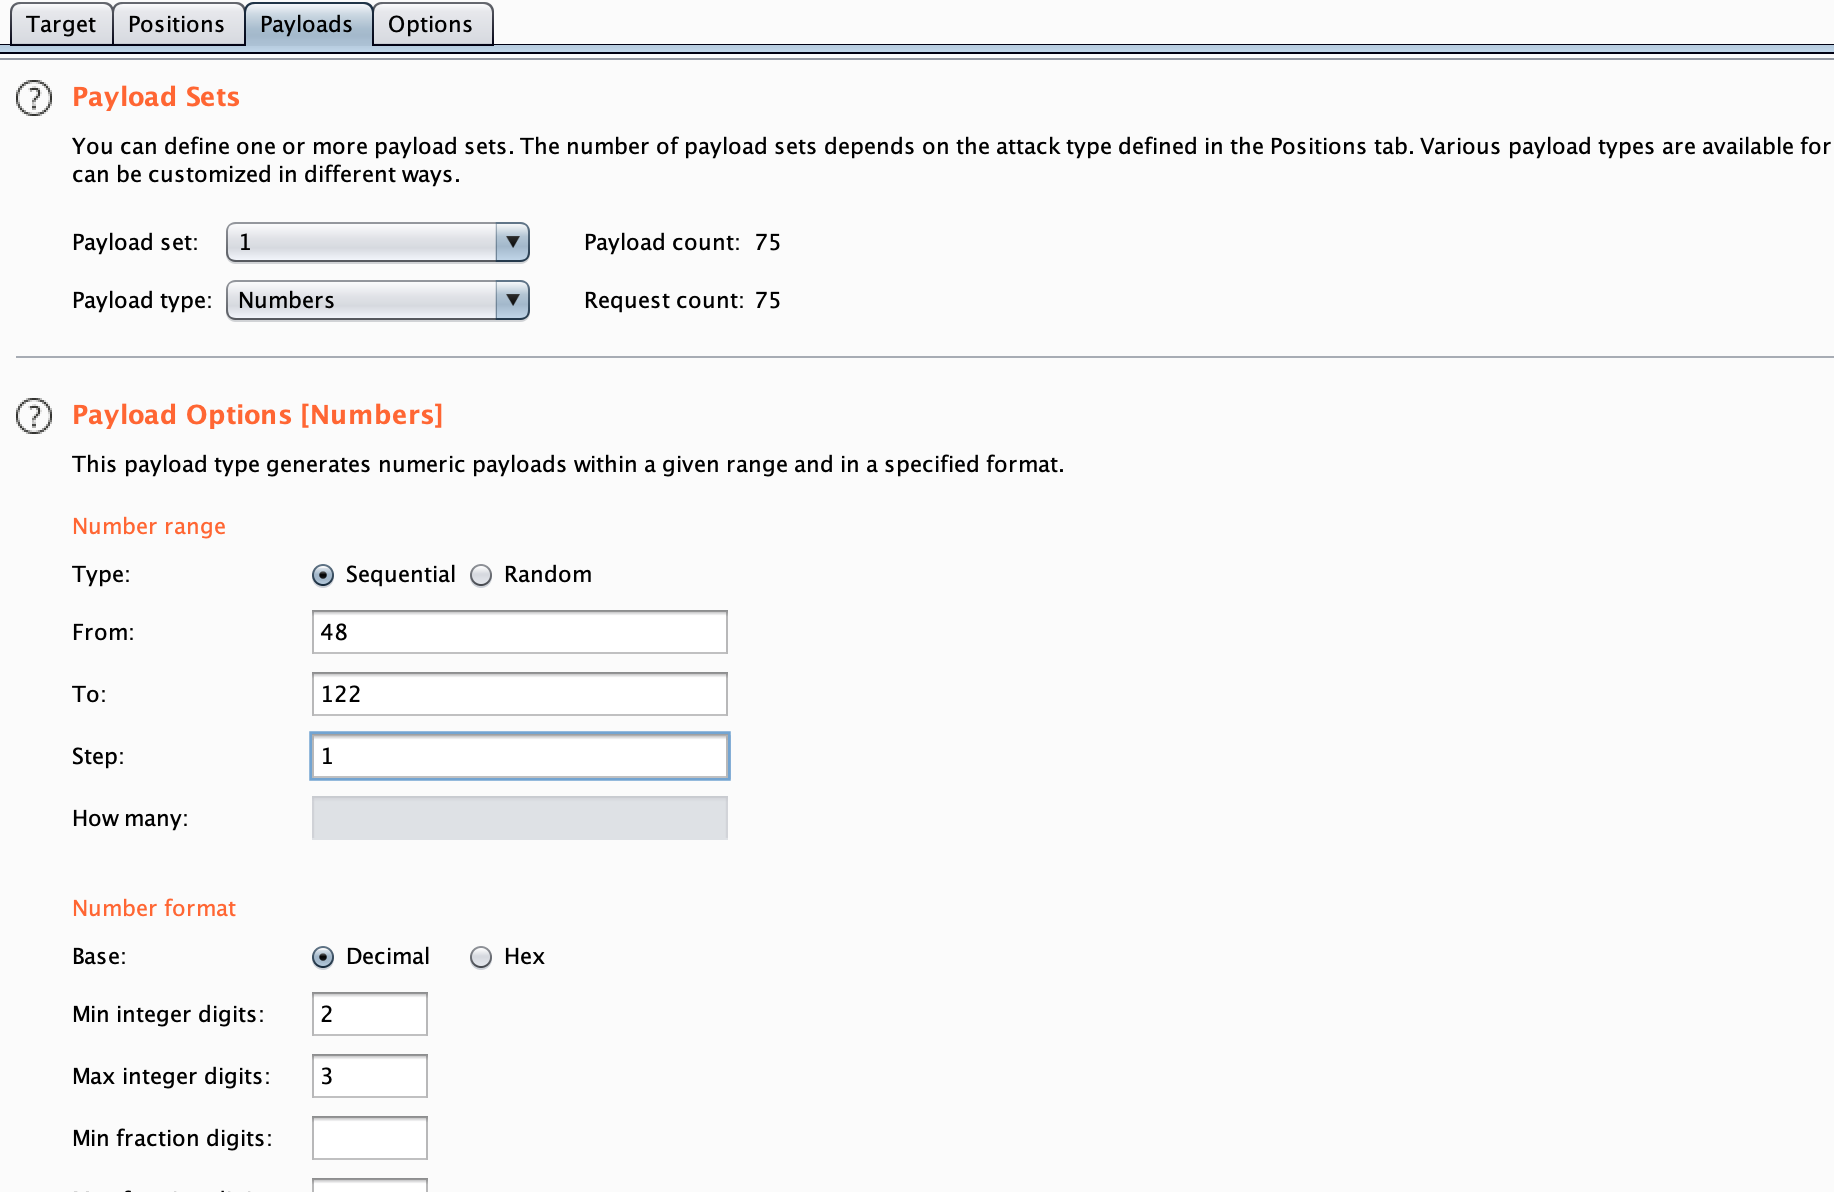 Target Positions Payloads Options
? Payload Sets
You can define one or more payload sets. The number of payload sets depends on the attack type defined in the Positions tab. Various payload types are available for
can be customized in different ways.
Payload set: 1 Payload count: 75
Payload type: Numbers Request count: 75
? Payload Options [Numbers]
This payload type generates numeric payloads within a given range and in a specified format.
Number range
Type: Sequential Random
From: 48
To: 122
Step: 1
How many:
Number format
Base: Decimal Hex
Min integer digits: 2
Max integer digits: 3
Min fraction digits: